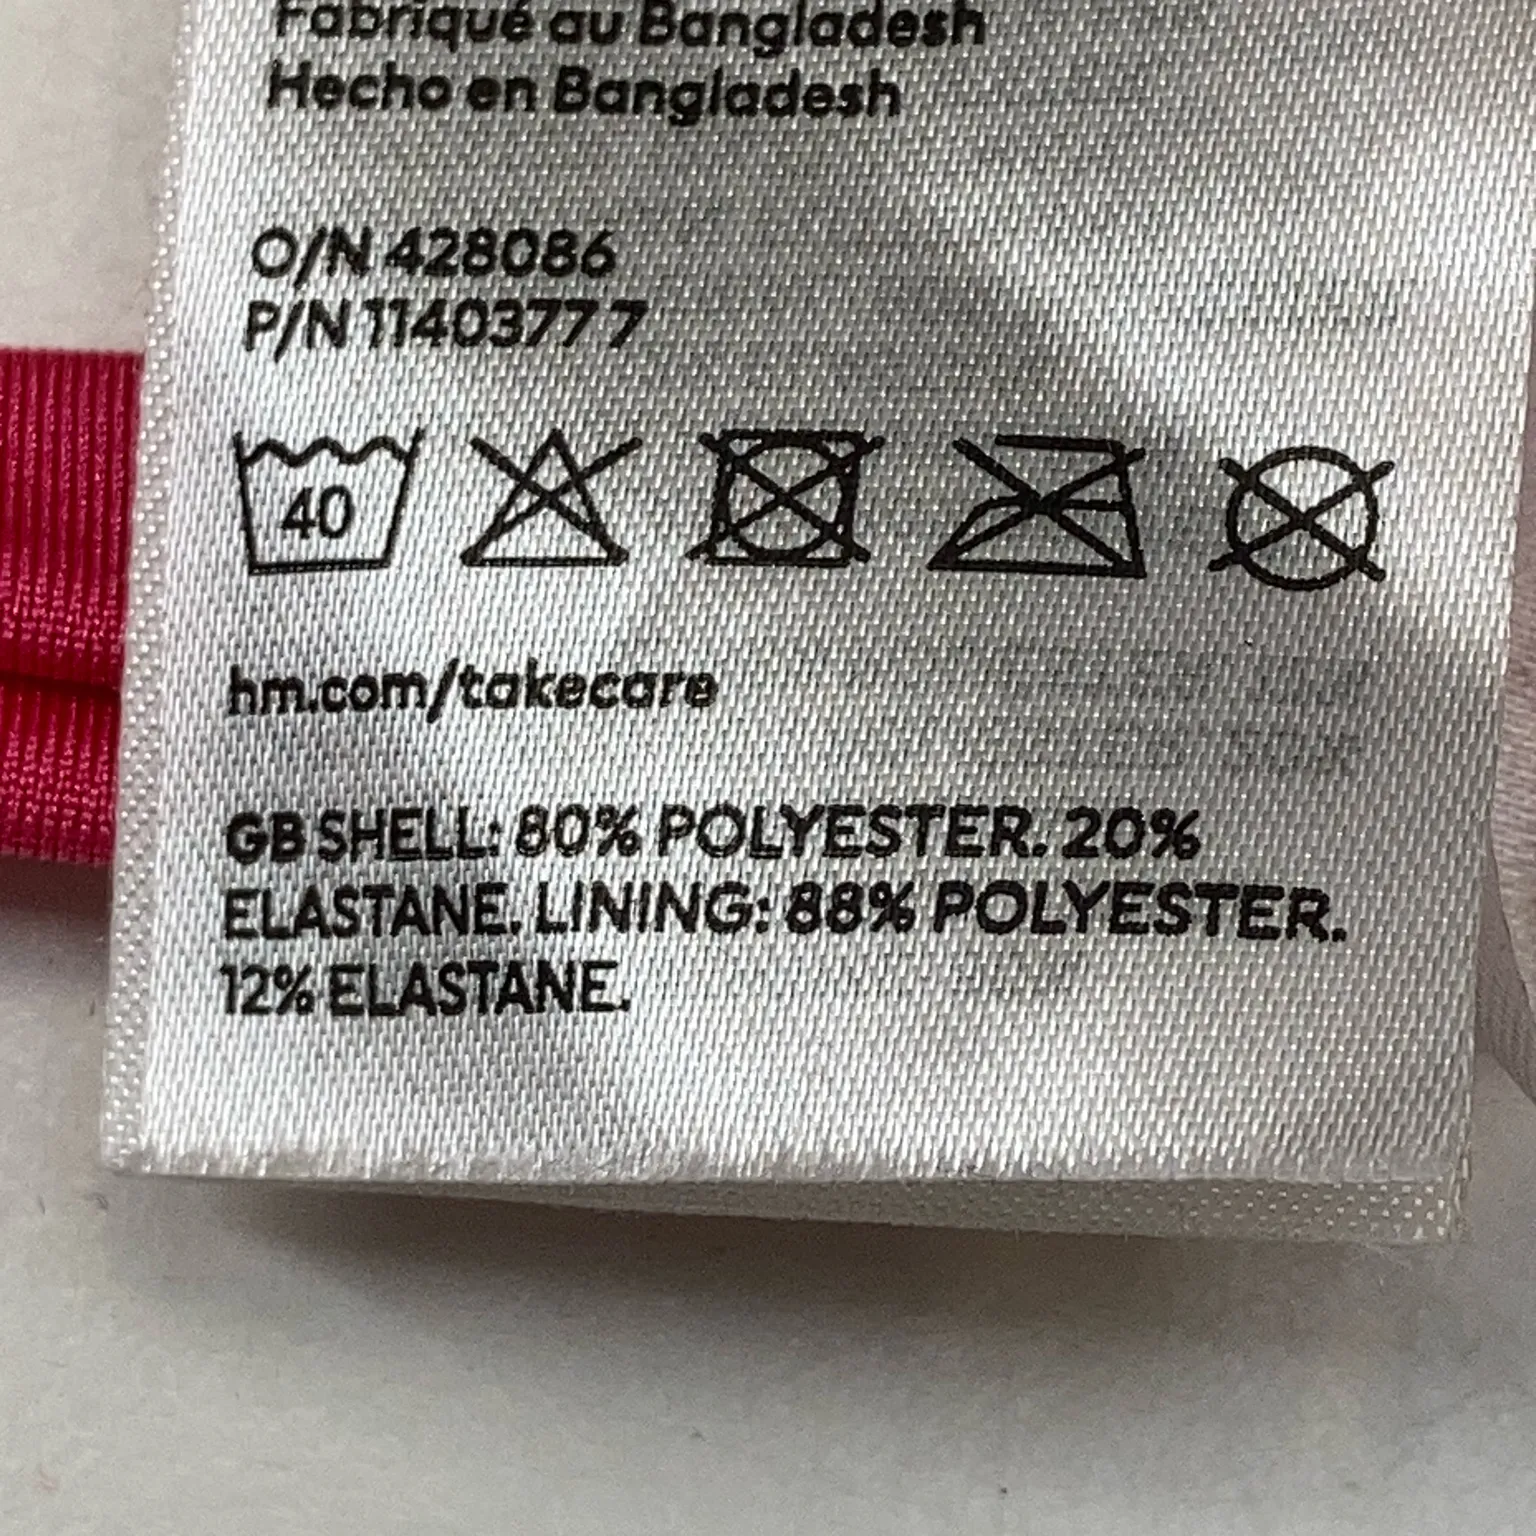 Fabriqué au Bangladesh
Hecho en Bangladesh
O/N 428086
P/N 11403777
40
hm.com/takecare
GB SHELL: 80% POLYESTER. 20%
ELASTANE. LINING: 88% POLYESTER.
12% ELASTANE.